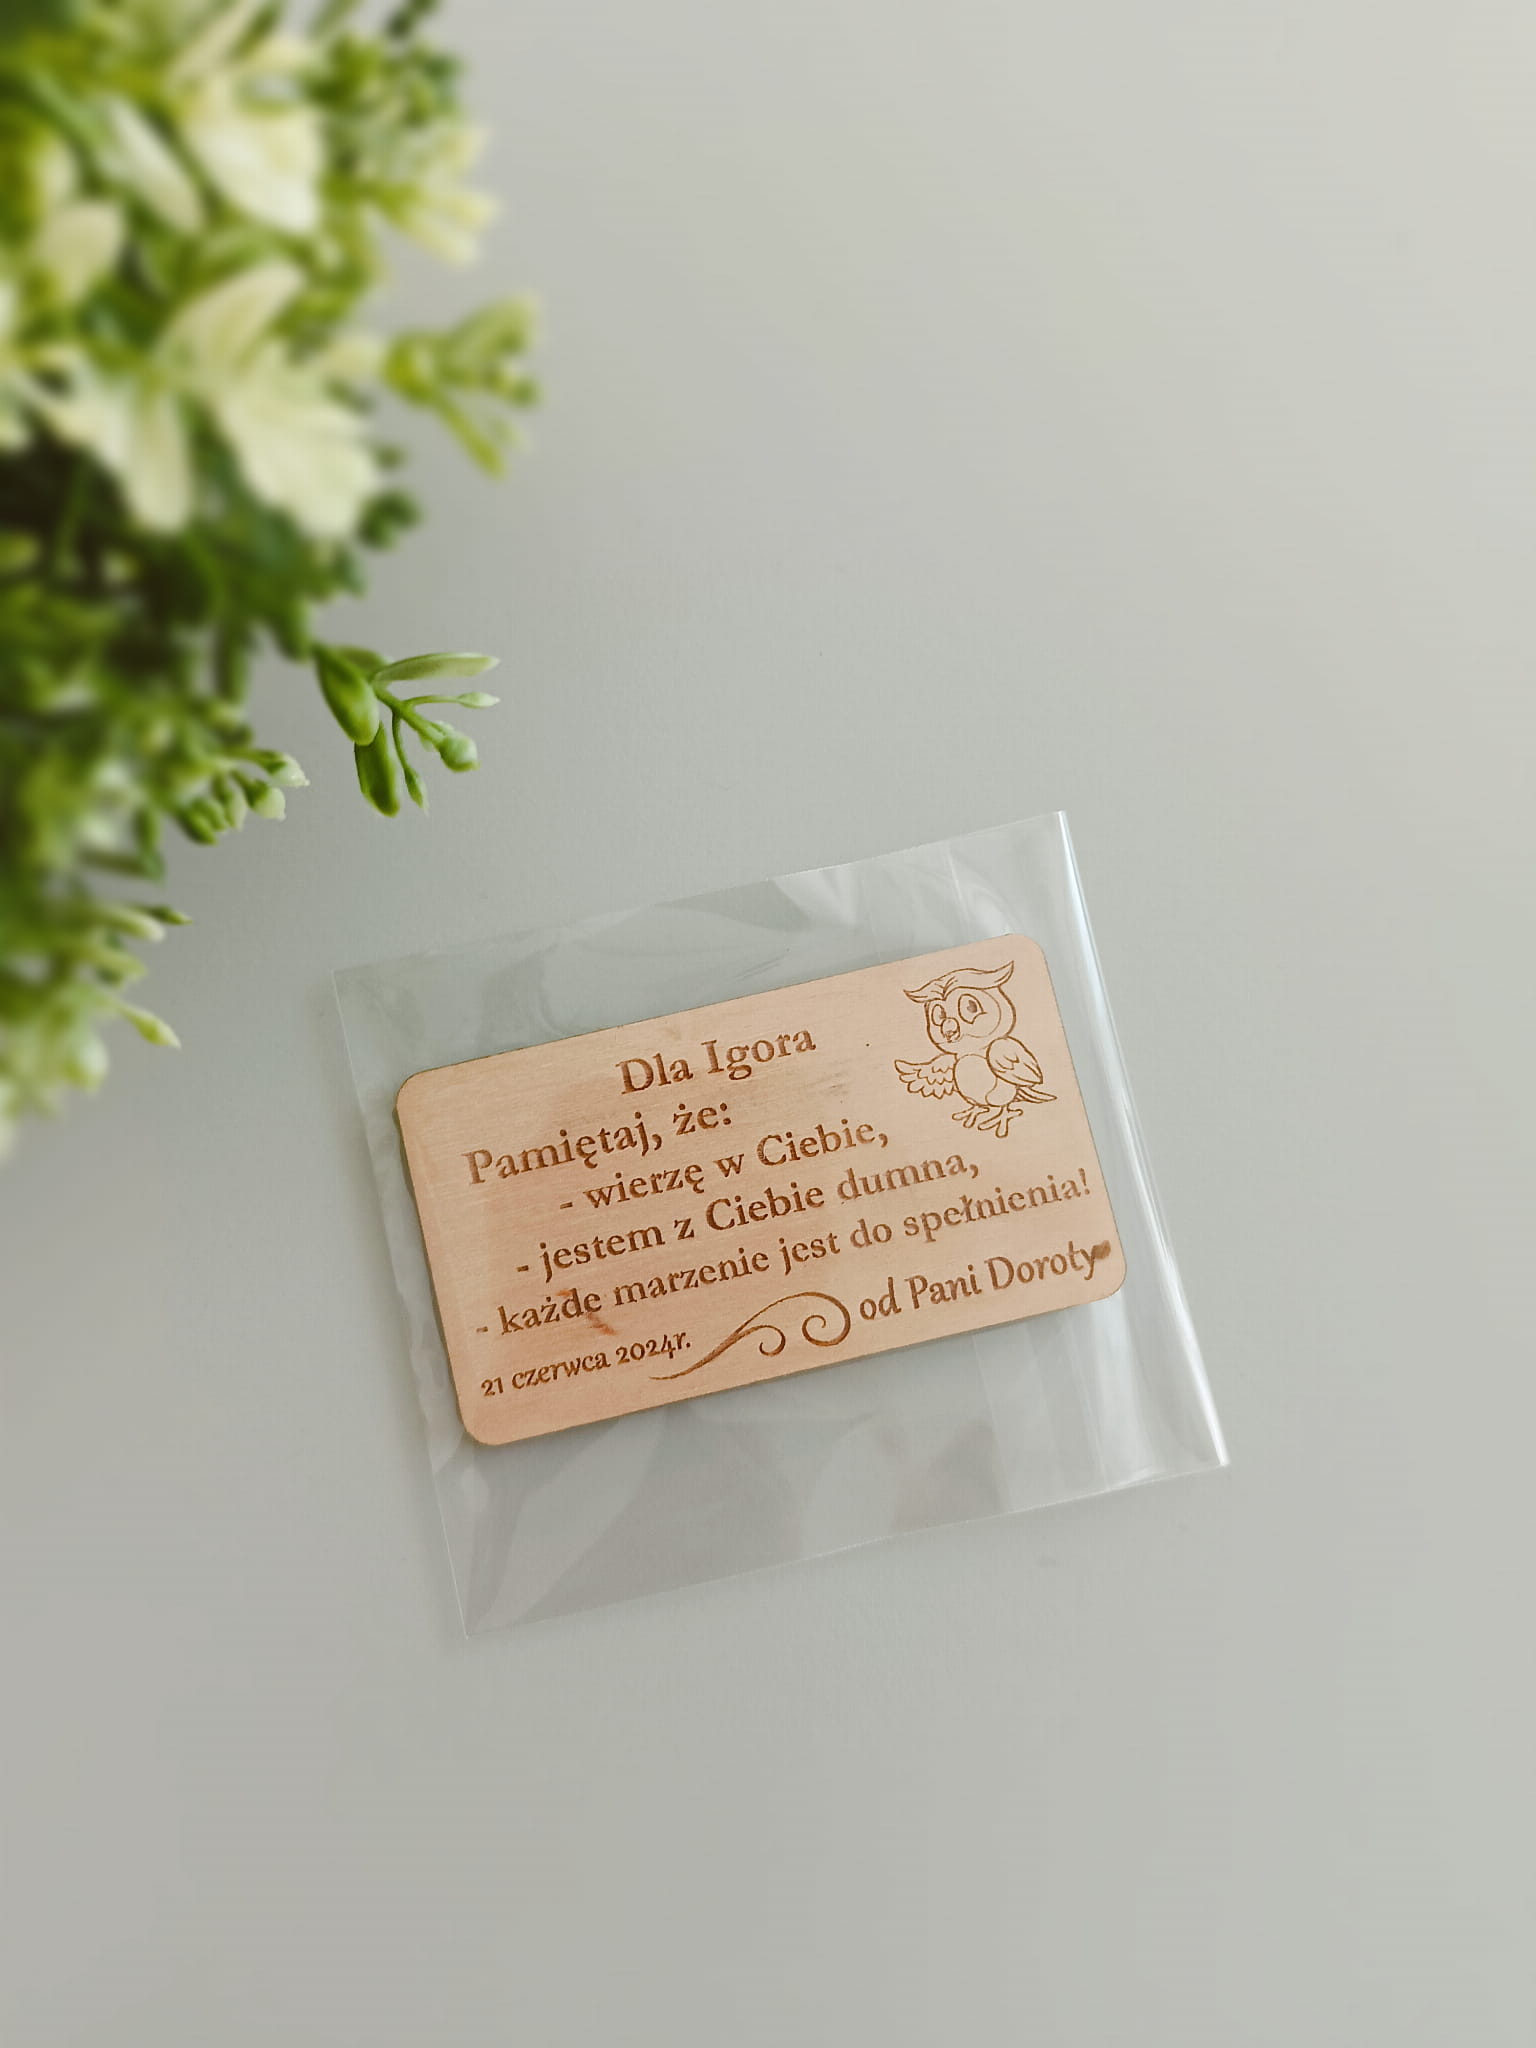 Dla Igora
Pamiętaj, że:
- wierzę w Ciebie,
- jestem z Ciebie dumna,
- każde marzenie jest do spełnienia!
21 czerwca 2024r.
od Pani Doroty